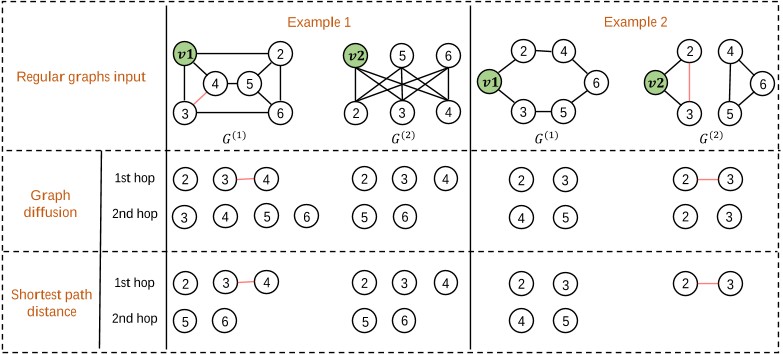 Example 1
Example 2
Regular graphs input
v1
2
4
5
3
6
G(1)
v2
5
6
2
3
4
G(2)
v1
2
4
6
3
5
G(1)
v2
2
3
4
6
5
G(2)
Graph
diffusion
1st hop
2 3 4
2 3 4
2 3
2 3
2nd hop
3 4 5 6
5 6
4 5
2 3
Shortest path
distance
1st hop
2 3 4
2 3 4
2 3
2 3
2nd hop
5 6
5 6
4 5